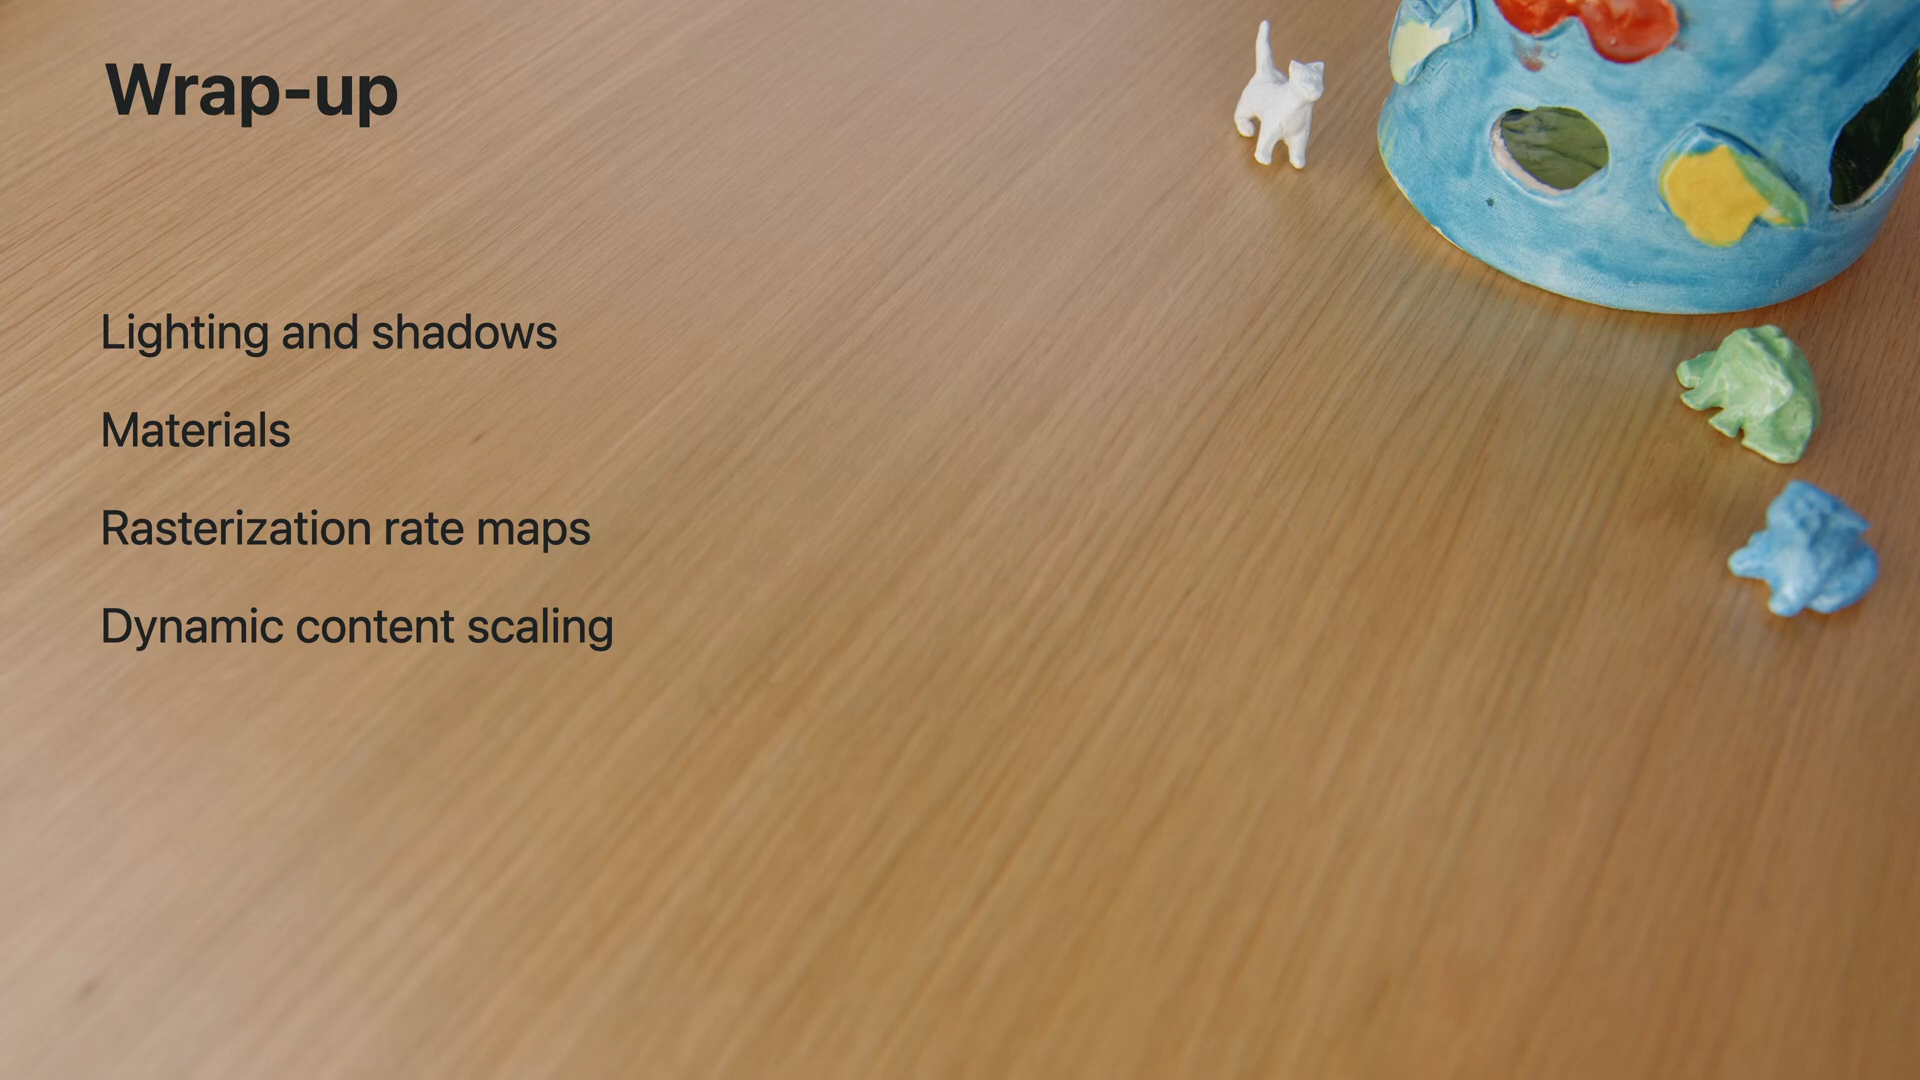 Wrap-up
Lighting and shadows
Materials
Rasterization rate maps
Dynamic content scaling